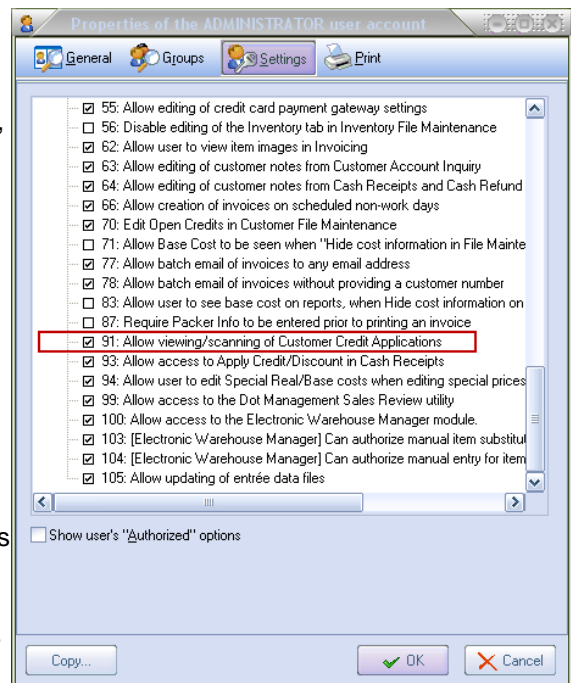 Properties of the ADMINISTRATOR user account
General Groups Settings Print
55: Allow editing of credit card payment gateway settings
56: Disable editing of the Inventory tab in Inventory File Maintenance
62: Allow user to view item images in Invoicing
63: Allow editing of customer notes from Customer Account Inquiry
64: Allow editing of customer notes from Cash Receipts and Cash Refund
66: Allow creation of invoices on scheduled non-work days
70: Edit Open Credits in Customer File Maintenance
71: Allow Base Cost to be seen when "Hide cost information in File Mainte
77: Allow batch email of invoices to any email address
78: Allow batch email of invoices without providing a customer number
83: Allow user to see base cost on reports, when Hide cost information on
87: Require Packer Info to be entered prior to printing an invoice
91: Allow viewing/scanning of Customer Credit Applications
93: Allow access to Apply Credit/Discount in Cash Receipts
94: Allow user to edit Special Real/Base costs when editing special prices
99: Allow access to the Dot Management Sales Review utility
100: Allow access to the Electronic Warehouse Manager module.
103: [Electronic Warehouse Manager] Can authorize manual item substitut
104: [Electronic Warehouse Manager] Can authorize manual entry for item
105: Allow updating of entrée data files
s
Show user's "Authorized" options
Copy... OK Cancel